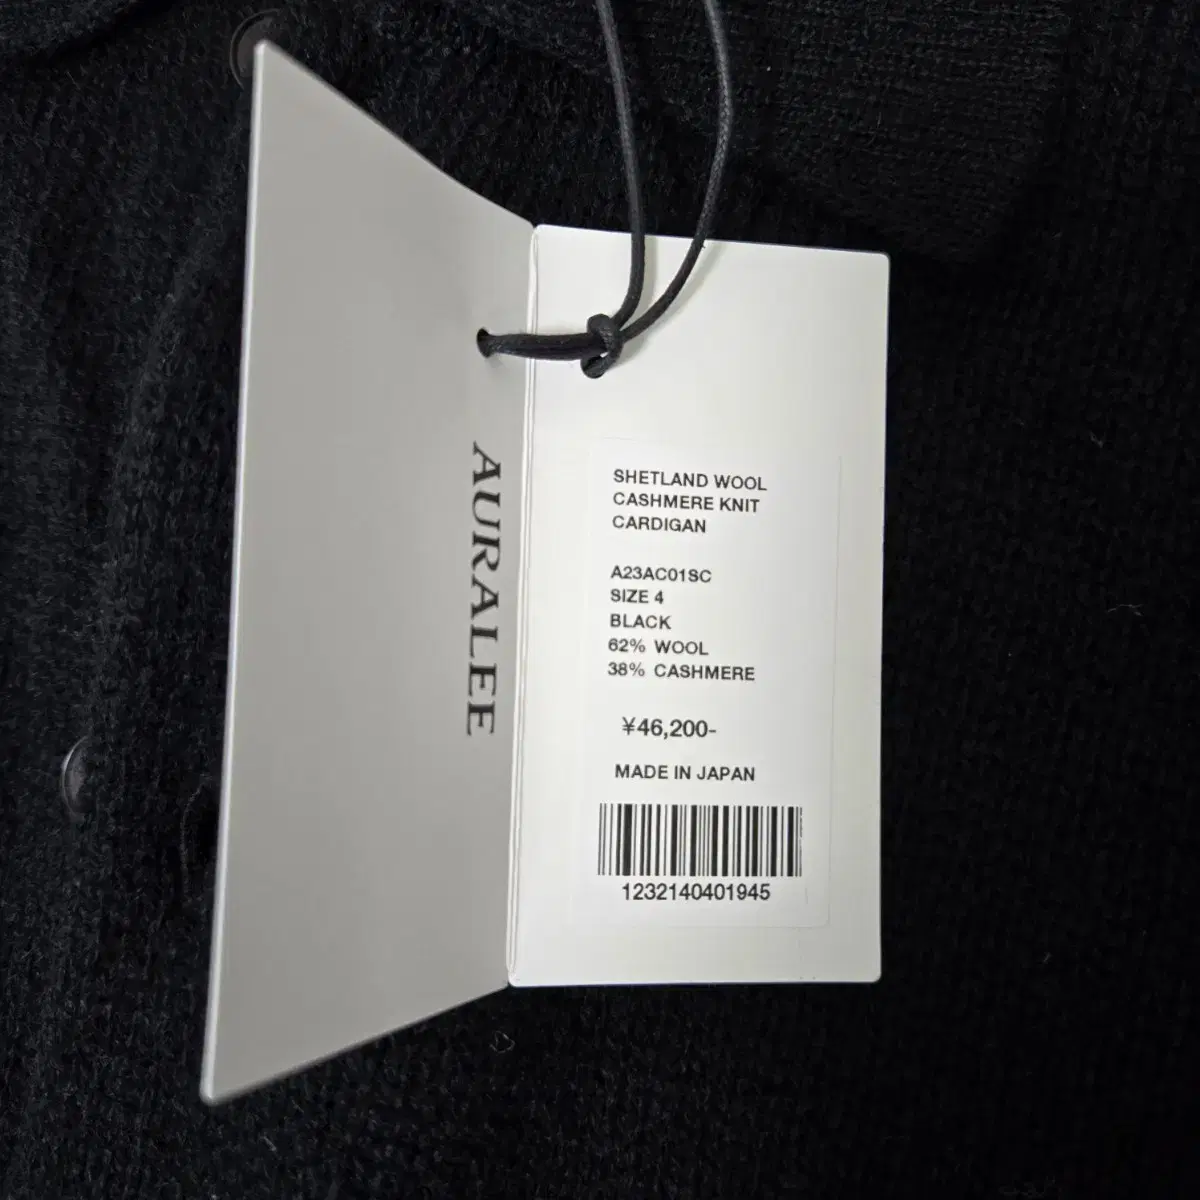 AURALEE
SHETLAND WOOL
CASHMERE KNIT
CARDIGAN
A23AC01SC
SIZE 4
BLACK
62% WOOL
38% CASHMERE
¥46,200-
MADE IN JAPAN
1232140401945